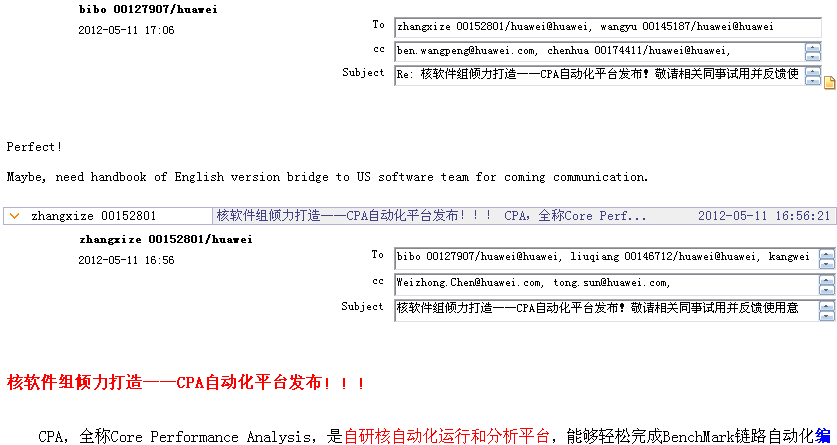 bibo 00127907/huawei
2012-05-11 17:06
To zhangxize 00152801/huawei@huawei, wangyu 00145187/huawei@huawei
cc ben.wangpeng@huawei.com, chenhua 00174411/huawei@huawei,
Subject Re: 核软件组倾力打造——CPA自动化平台发布！敬请相关同事试用并反馈使
Perfect!
Maybe, need handbook of English version bridge to US software team for coming communication.
zhangxize 00152801 核软件组倾力打造——CPA自动化平台发布！！！ CPA，全称Core Perf... 2012-05-11 16:56:21
zhangxize 00152801/huawei
2012-05-11 16:56
To bibo 00127907/huawei@huawei, liuqiang 00146712/huawei@huawei, kangwei
cc Weizhong.Chen@huawei.com, tong.sun@huawei.com,
Subject 核软件组倾力打造——CPA自动化平台发布！敬请相关同事试用并反馈使用意
核软件组倾力打造——CPA自动化平台发布！！！
CPA，全称Core Performance Analysis，是自研核自动化运行和分析平台，能够轻松完成BenchMark链路自动化编